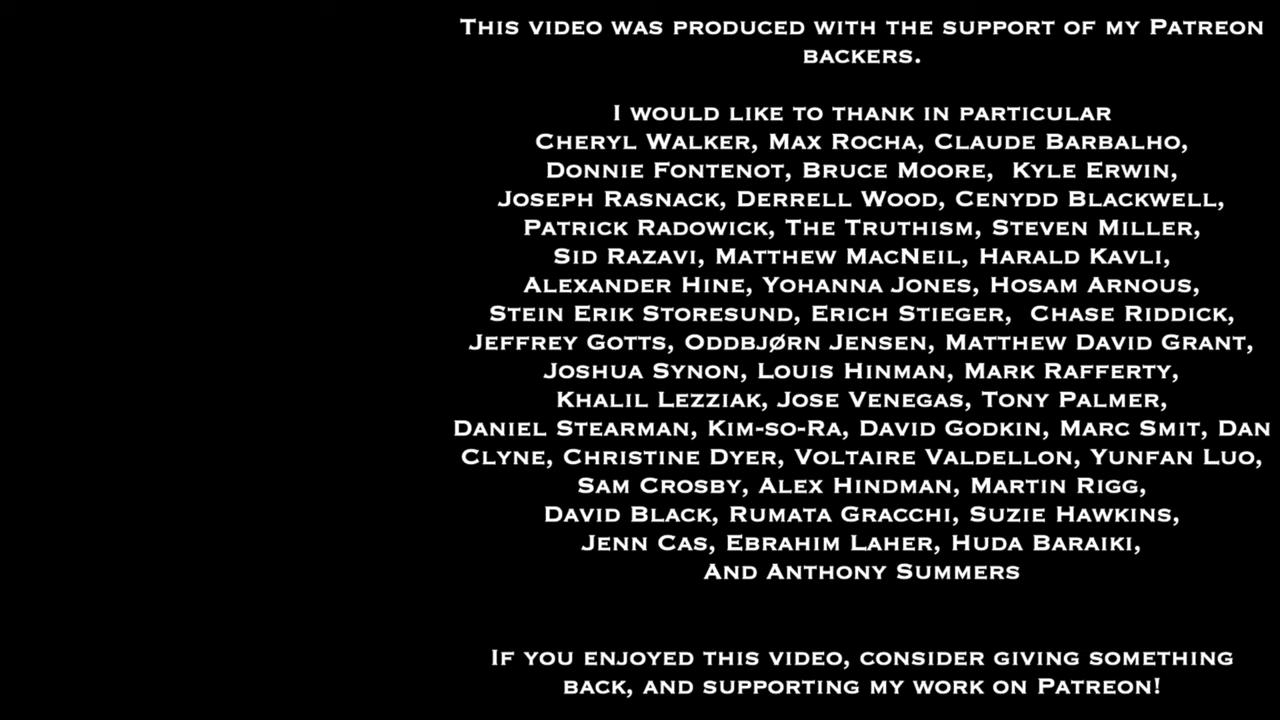 This video was produced with the support of my Patreon
backers.
I would like to thank in particular
Cheryl Walker, Max Rocha, Claude Barbalho,
Donnie Fontenot, Bruce Moore,  Kyle Erwin,
Joseph Rasnack, Derrell Wood, Cenydd Blackwell,
Patrick Radowick, The Truthism, Steven Miller,
Sid Razavi, Matthew MacNeil, Harald Kavli,
Alexander Hine, Yohanna Jones, Hosam Arnous,
Stein Erik Storesund, Erich Stieger,  Chase Riddick,
Jeffrey Gotts, Oddbjørn Jensen, Matthew David Grant,
Joshua Synon, Louis Hinman, Mark Rafferty,
Khalil Lezziak, Jose Venegas, Tony Palmer,
Daniel Stearman, Kim-so-Ra, David Godkin, Marc Smit, Dan
Clyne, Christine Dyer, Voltaire Valdellon, Yunfan Luo,
Sam Crosby, Alex Hindman, Martin Rigg,
David Black, Rumata Gracchi, Suzie Hawkins,
Jenn Cas, Ebrahim Laher, Huda Baraiki,
And Anthony Summers
If you enjoyed this video, consider giving something
back, and supporting my work on Patreon!